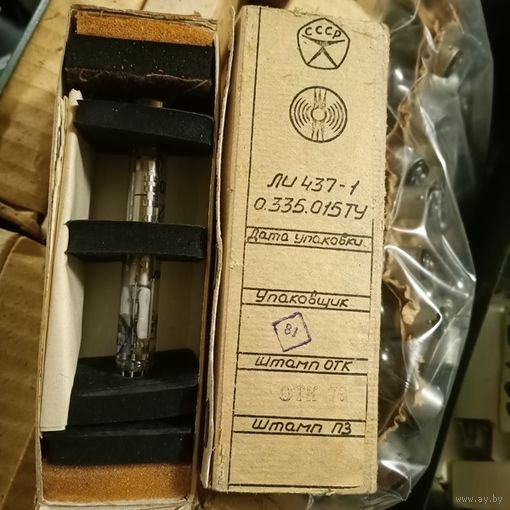 СССР
ЛИ 437-1
0.335.015ТУ
Дата упаковки
Упаковщик
81
Штамп ОТК
ОТК 73
Штамп ПЗ
www.ay.by